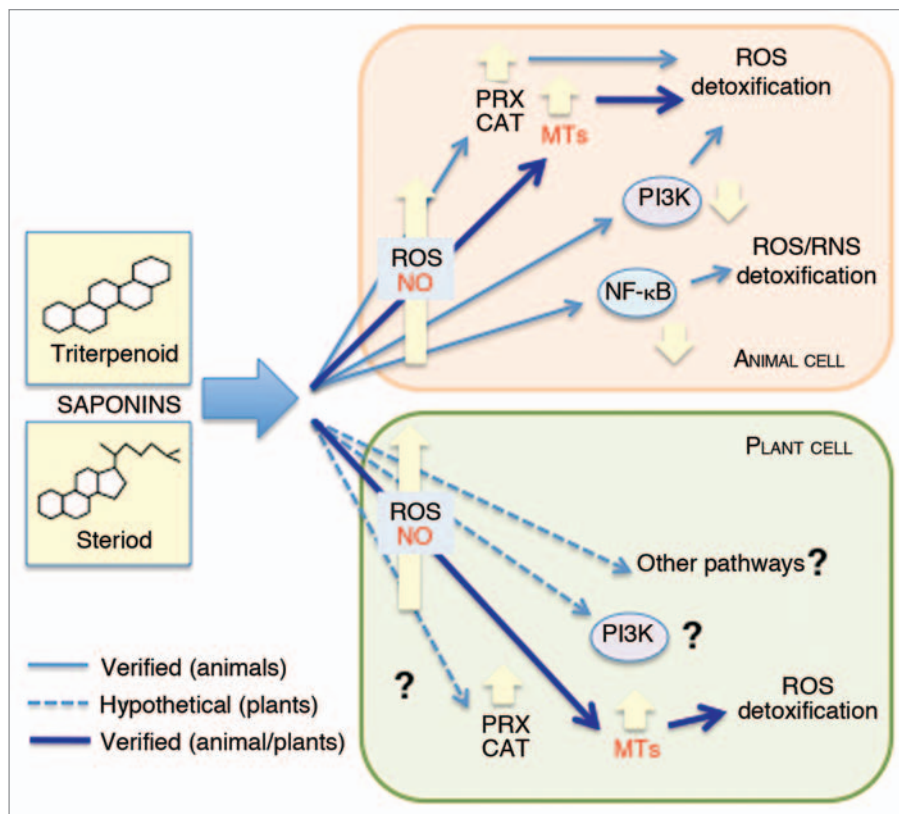 Triterpenoid
SAPONINS
Steriod
Verified (animals)
Hypothetical (plants)
Verified (animal/plants)
PRX
CAT
MTs
ROS
detoxification
ROS
NO
PI3K
NF-κB
ROS/RNS
detoxification
ANIMAL CELL
PLANT CELL
ROS
NO
Other pathways ?
PI3K ?
?
PRX
CAT
MTs
ROS
detoxification